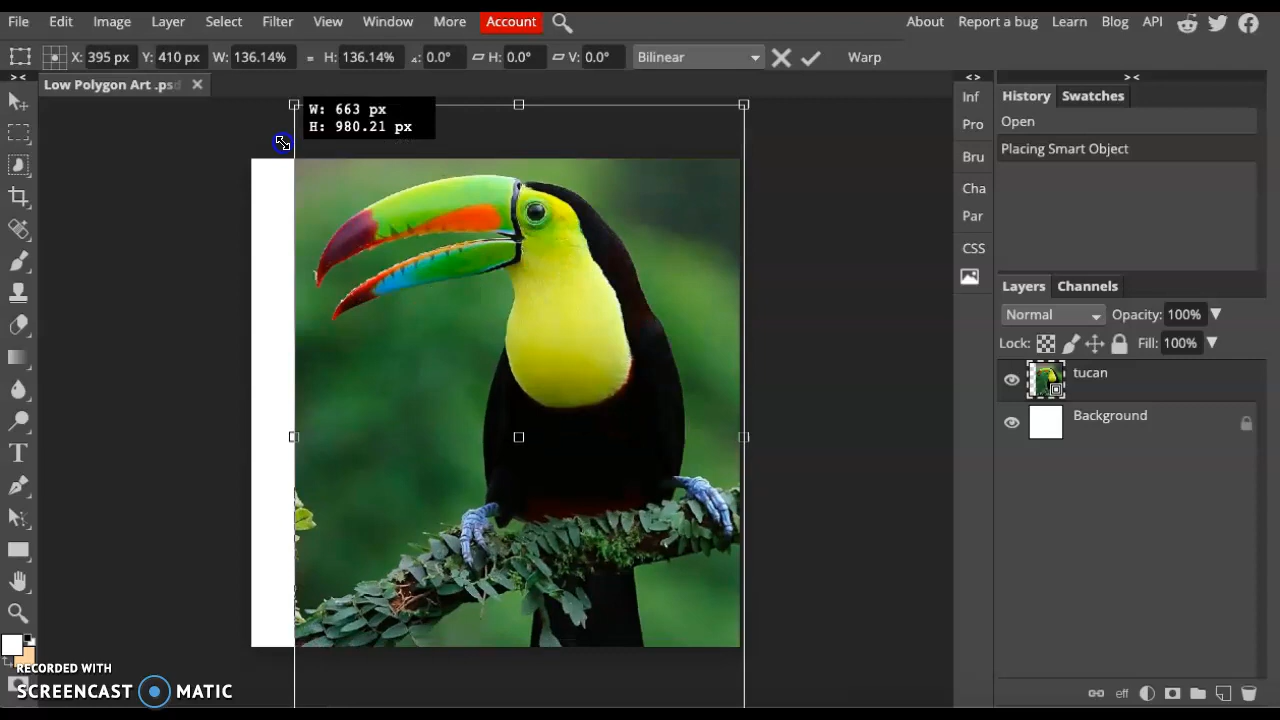 File Edit Image Layer Select Filter View Window More Account About Report a bug Learn Blog API
X: 395 px Y: 410 px W: 136.14% = H: 136.14% 0.0° H: 0.0° V: 0.0° Bilinear Warp
Low Polygon Art .psd
W: 663 px
H: 980.21 px
Inf
Pro
Bru
Cha
Par
CSS
History Swatches
Open
Placing Smart Object
Layers Channels
Normal Opacity: 100%
Lock: Fill: 100%
tucan
Background
eff
RECORDED WITH
SCREENCAST MATIC